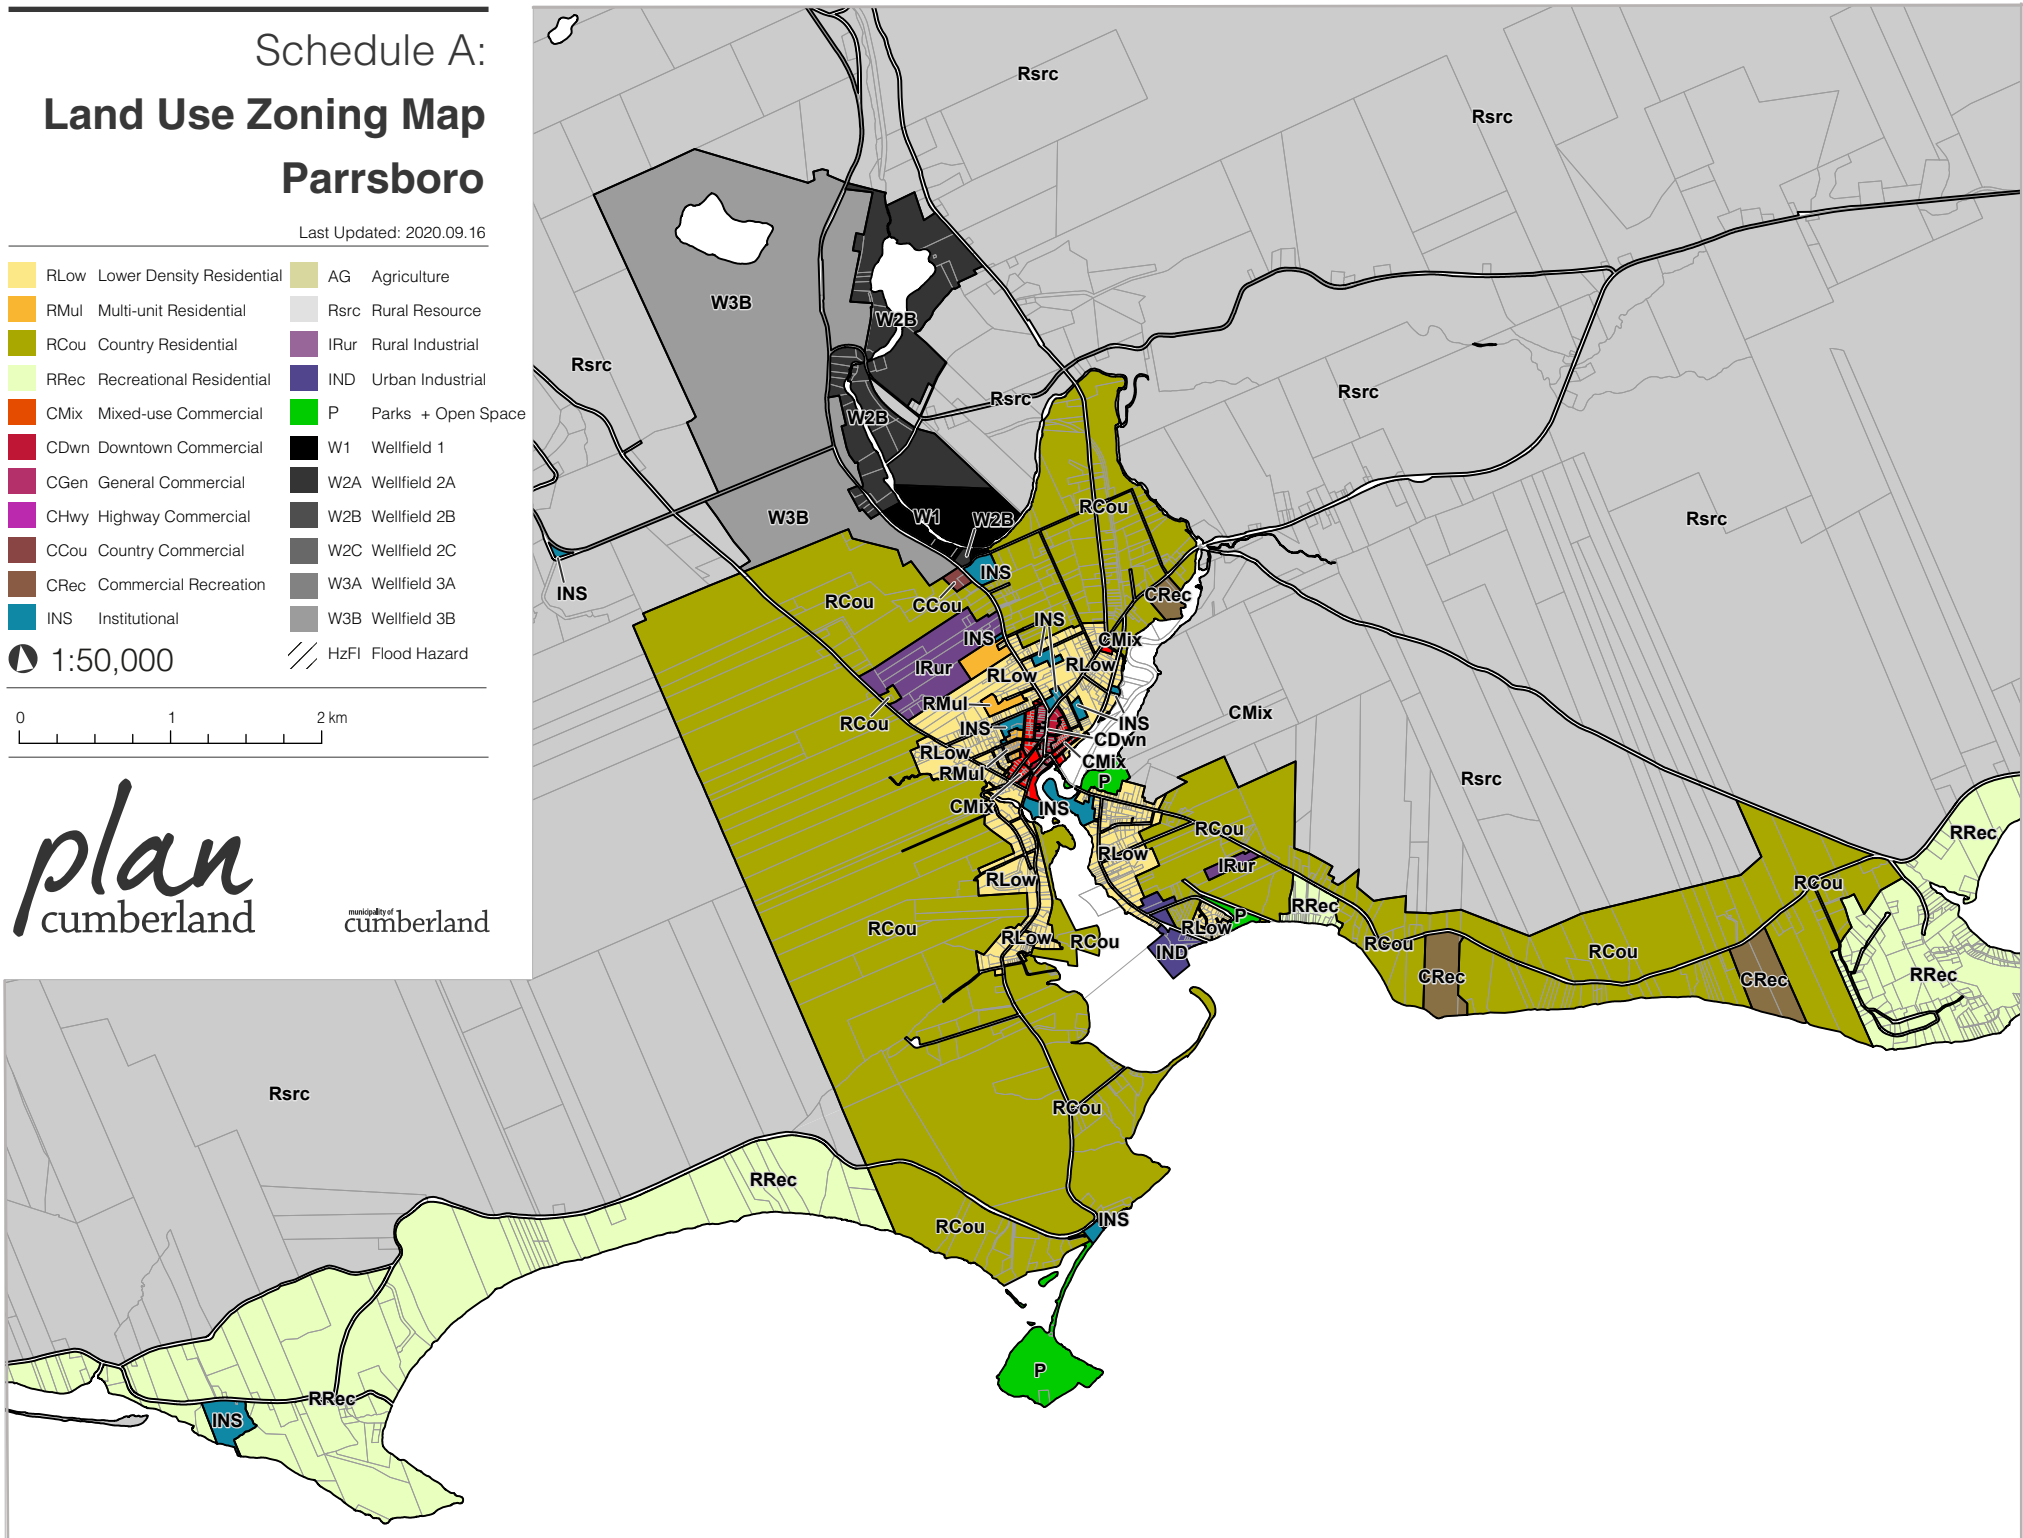 Schedule A:
Land Use Zoning Map
Parrsboro
Last Updated: 2020.09.16
RLow Lower Density Residential
RMul Multi-unit Residential
RCou Country Residential
RRec Recreational Residential
CMix Mixed-use Commercial
CDwn Downtown Commercial
CGen General Commercial
CHwy Highway Commercial
CCou Country Commercial
CRec Commercial Recreation
INS Institutional
AG Agriculture
Rsrc Rural Resource
IRur Rural Industrial
IND Urban Industrial
P Parks + Open Space
W1 Wellfield 1
W2A Wellfield 2A
W2B Wellfield 2B
W2C Wellfield 2C
W3A Wellfield 3A
W3B Wellfield 3B
HzFl Flood Hazard
1:50,000
0 1 2 km
plan
cumberland
municipality of
cumberland
Rsrc
Rsrc
W3B
W2B
Rsrc
Rsrc
Rsrc
W2B
RCou
W3B
W1
W2B
Rsrc
INS
INS
RCou
CCou
CRec
INS
INS
CMix
IRur
RLow
RLow
RMul
RCou
INS
INS
CMix
CDwn
RLow
CMix
RMul
P
Rsrc
CMix
INS
RCou
RRec
RLow
IRur
RLow
RCou
RRec
P
RCou
RLow
RLow
RCou
RCou
IND
RCou
CRec
CRec
RRec
Rsrc
RCou
RRec
INS
RCou
P
RRec
INS